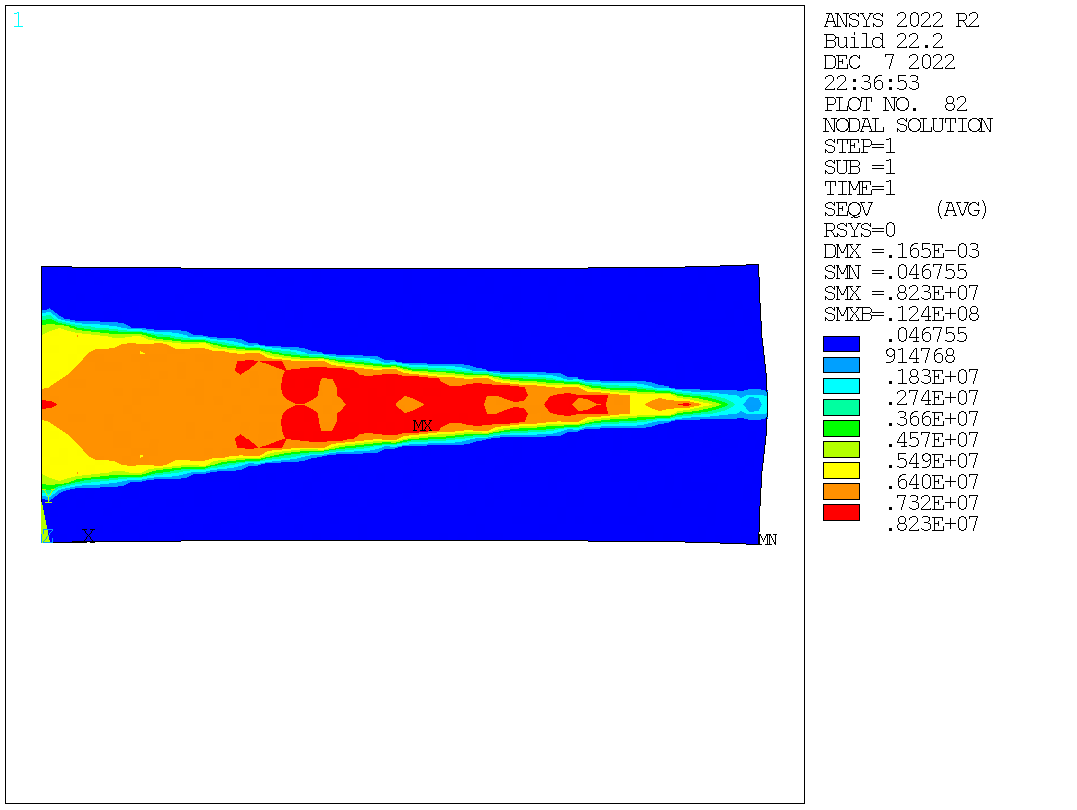 1
ANSYS 2022 R2
Build 22.2
DEC  7 2022
22:36:53
PLOT NO.  82
NODAL SOLUTION
STEP=1
SUB =1
TIME=1
SEQV     (AVG)
RSYS=0
DMX =.165E-03
SMN =.046755
SMX =.823E+07
SMXB=.124E+08
.046755
914768
.183E+07
.274E+07
.366E+07
.457E+07
.549E+07
.640E+07
.732E+07
.823E+07
MX
Z X
MN